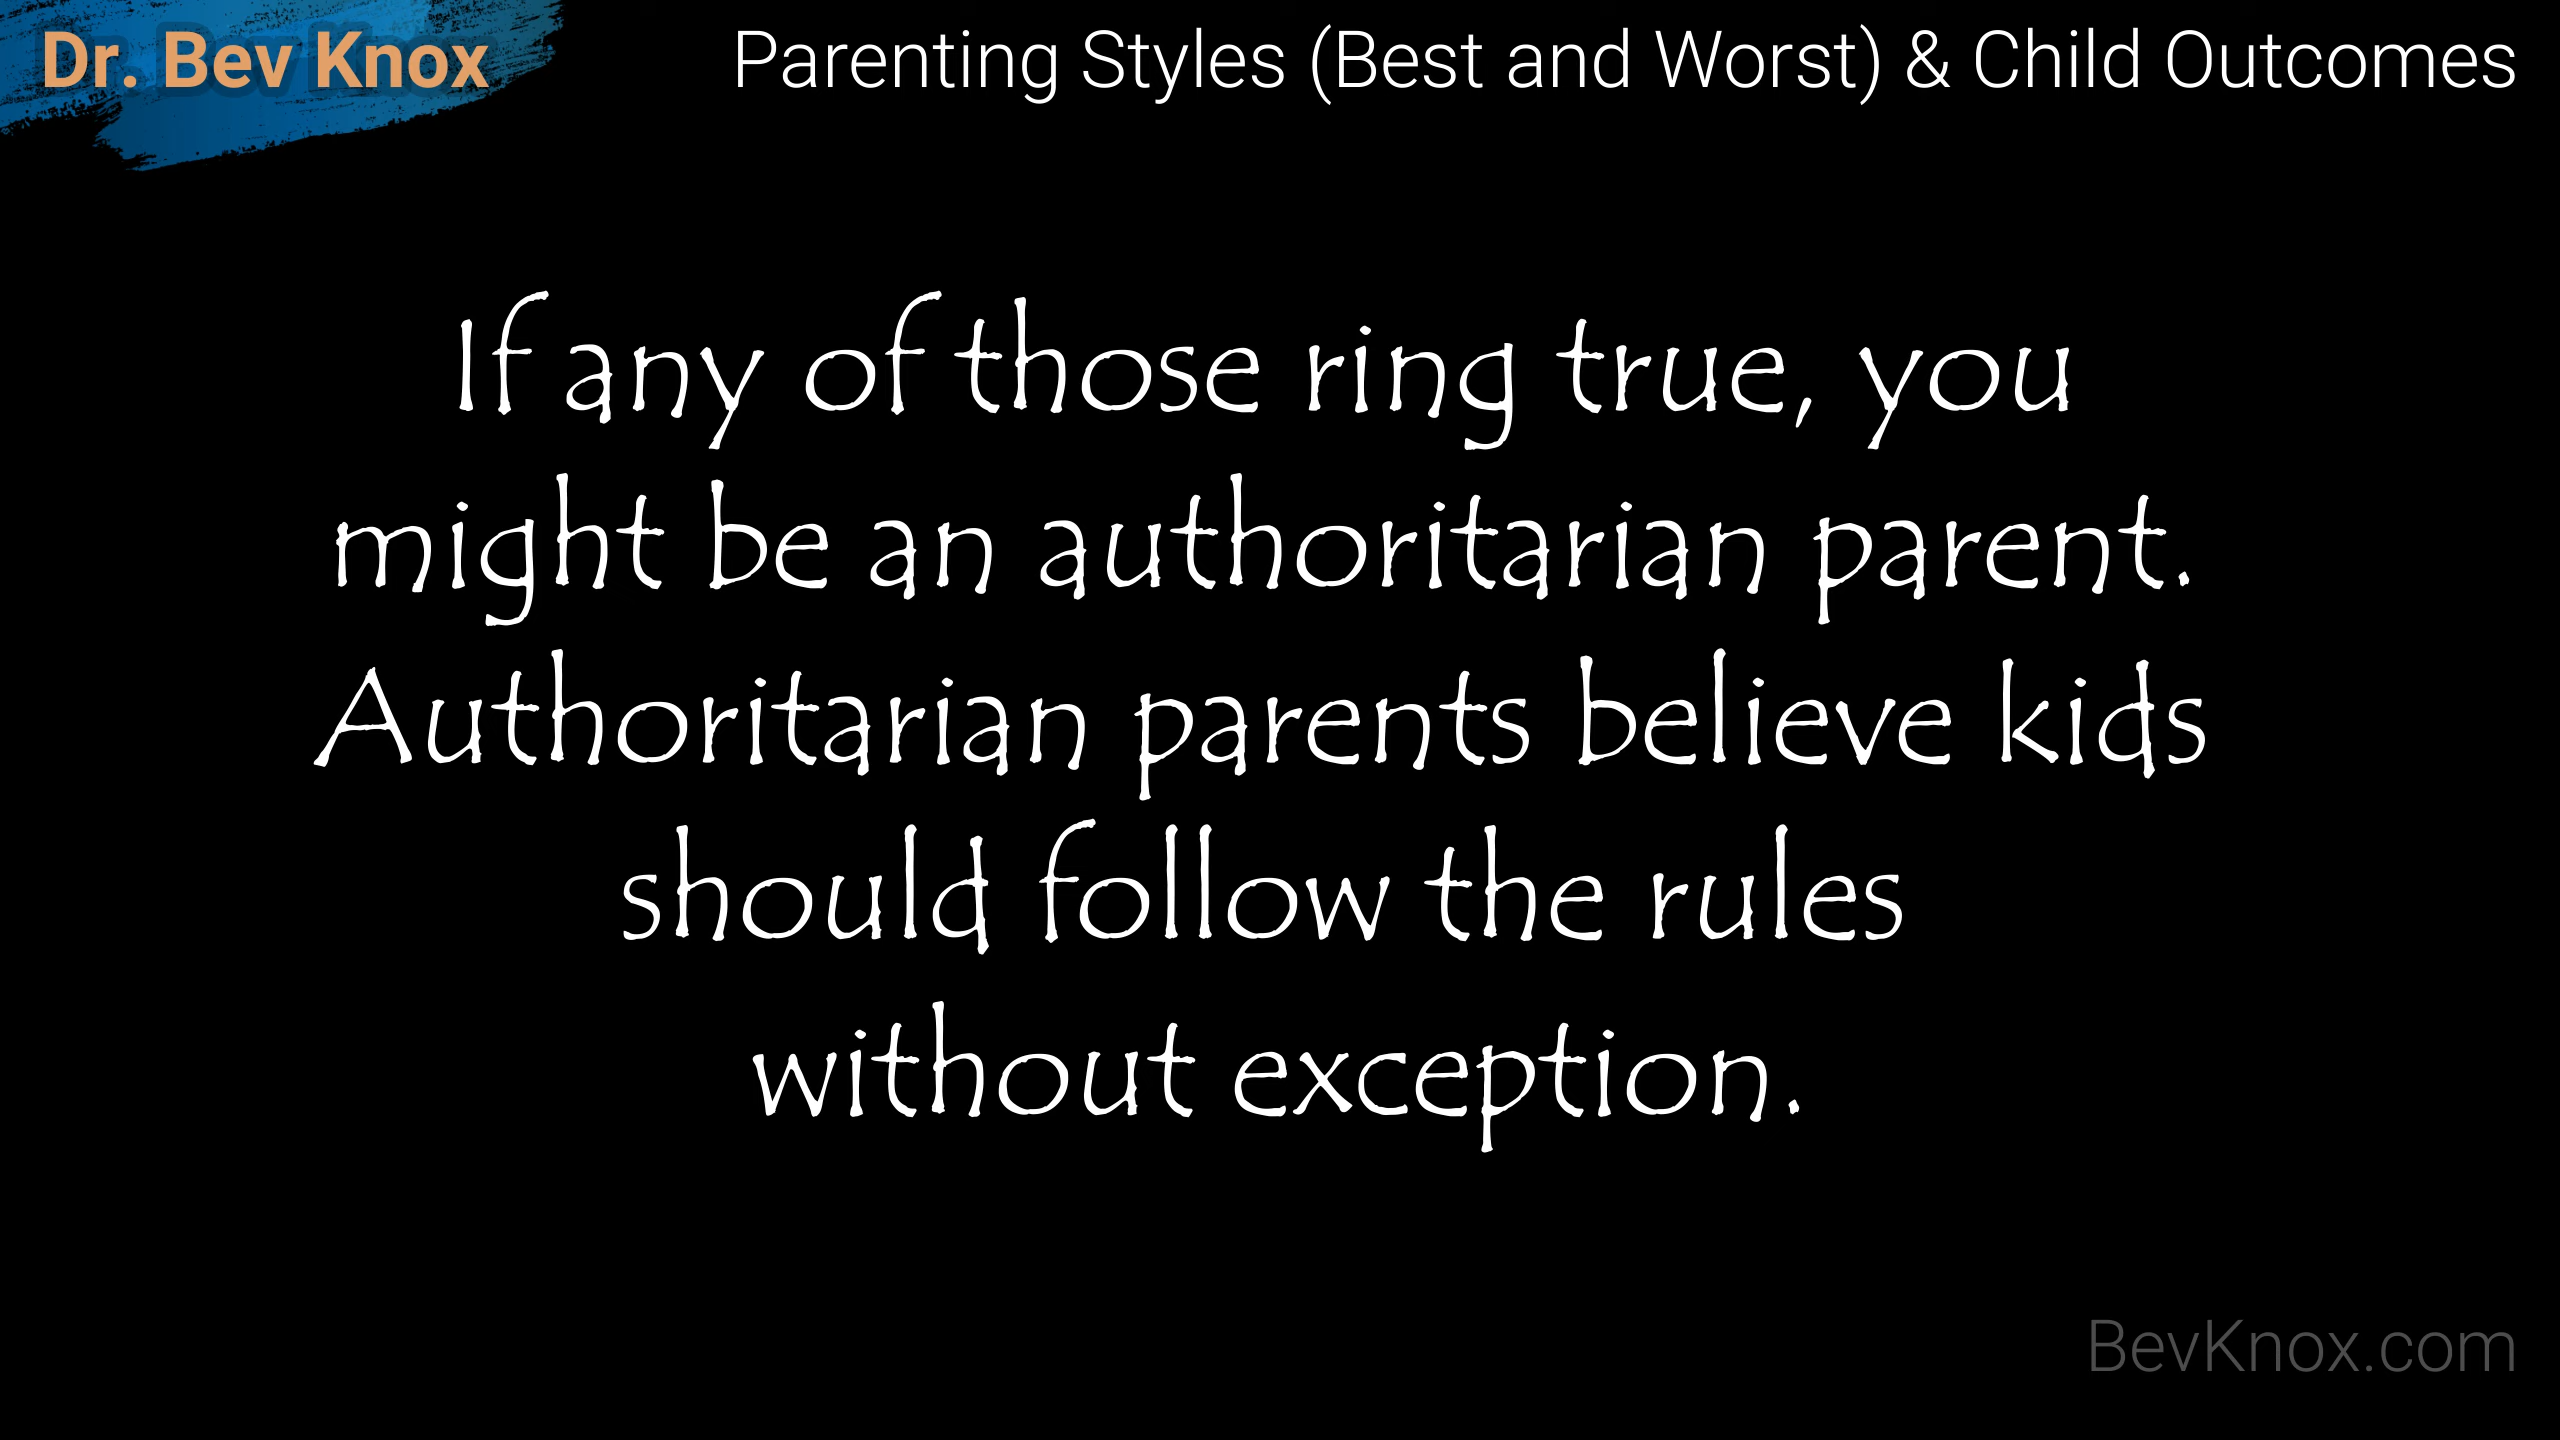 Dr. Bev Knox
Parenting Styles (Best and Worst) & Child Outcomes
If any of those ring true, you
might be an authoritarian parent.
Authoritarian parents believe kids
should follow the rules
without exception.
BevKnox.com